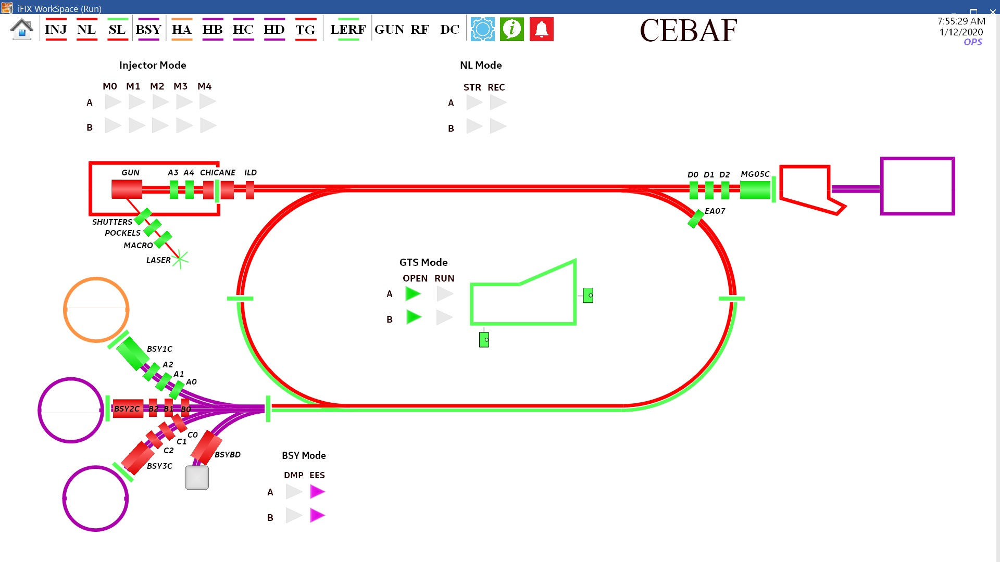 iFIX WorkSpace (Run)
INJ NL SL BSY HA HB HC HD TG LERF GUN RF DC
CEBAF
7:55:29 AM
1/12/2020
OPS
Injector Mode
M0 M1 M2 M3 M4
A
B
NL Mode
STR REC
A
B
GUN A3 A4 CHICANE ILD
D0 D1 D2 MG05C
EA07
SHUTTERS
POCKELS
MACRO
LASER
GTS Mode
OPEN RUN
A
B
BSY1C
A2
A1
A0
BSY2C B2 B1 B0
C0
C1
C2
BSY3C
BSYBD
BSY Mode
DMP EES
A
B